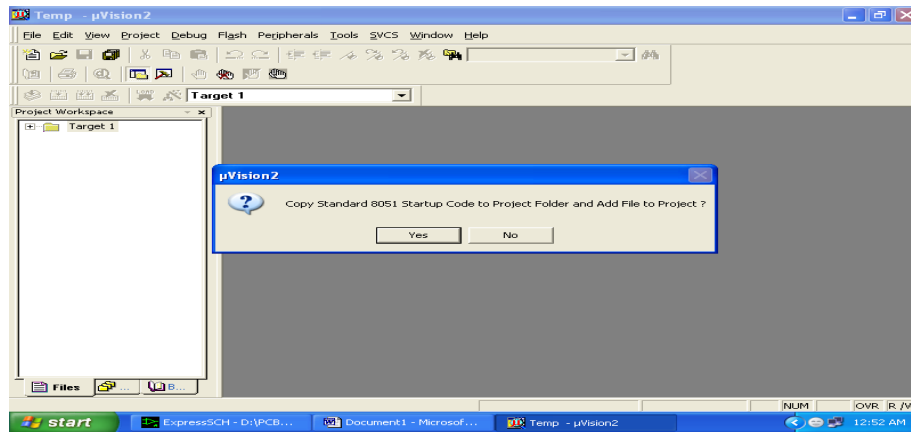 Temp - µVision2
File Edit View Project Debug Flash Peripherals Tools SVCS Window Help
Target 1
Project Workspace
Target 1
µVision2
Copy Standard 8051 Startup Code to Project Folder and Add File to Project ?
Yes No
Files ... B...
NUM OVR R /W
start ExpressSCH - D:\PCB... Document1 - Microsof... Temp - µVision2 12:52 AM